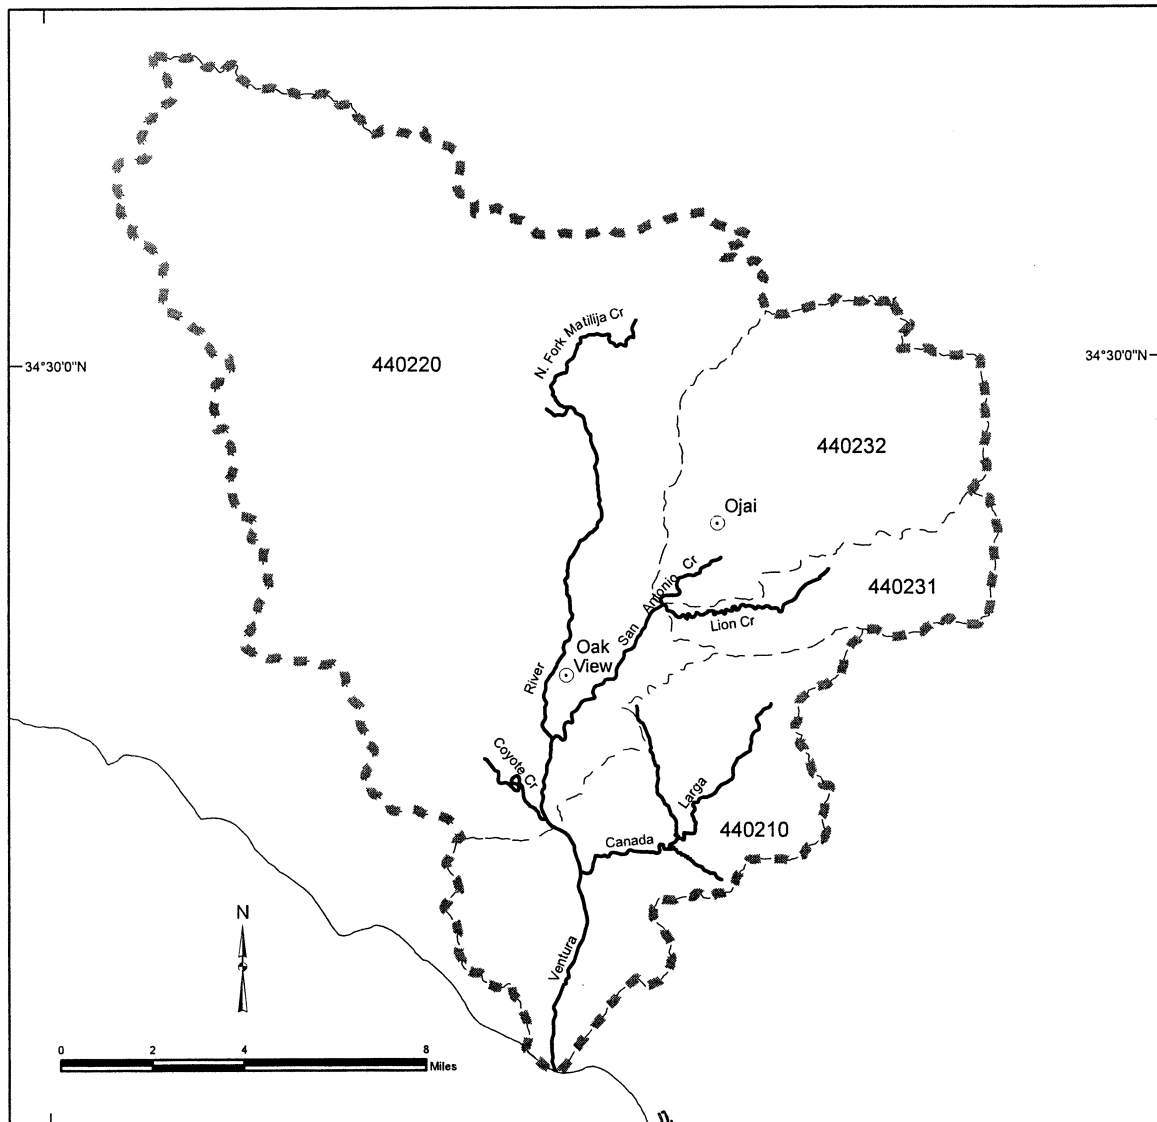 N. Fork Matilija Cr
34°30'0"N
440220
34°30'0"N
440232
Ojai
San Antonio Cr
440231
Lion Cr
Oak
View
River
Coyote Cr
Larga
440210
Canada
N
Ventura
0 2 4 8
Miles